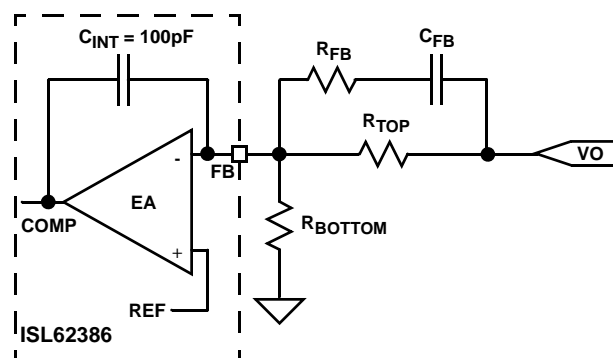 C_INT = 100pF
R_FB
C_FB
R_TOP
VO
-
FB
EA
COMP
R_BOTTOM
+
REF
ISL62386